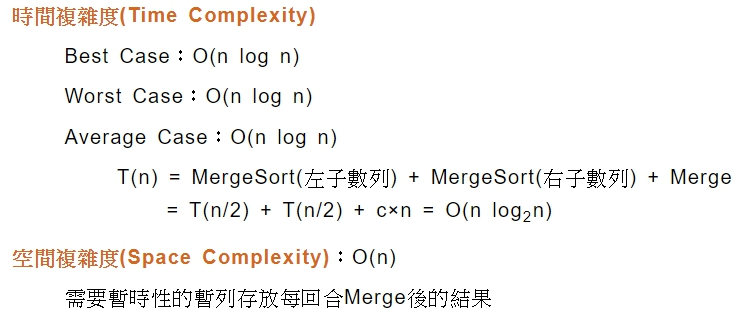 時間複雜度(Time Complexity)
Best Case：O(n log n)
Worst Case：O(n log n)
Average Case：O(n log n)
T(n) = MergeSort(左子數列) + MergeSort(右子數列) + Merge
= T(n/2) + T(n/2) + c×n = O(n log₂n)
空間複雜度(Space Complexity)：O(n)
需要暫時性的暫列存放每回合Merge後的結果